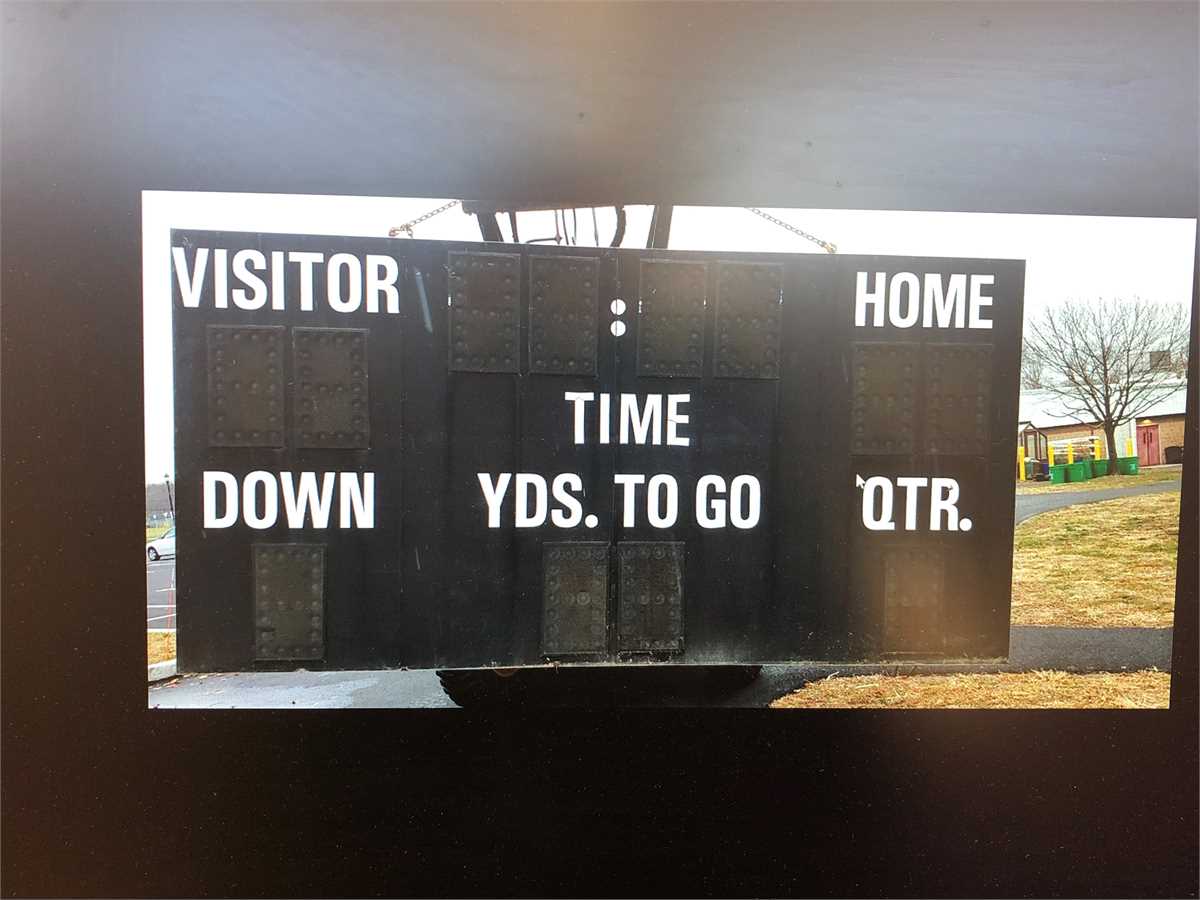 VISITOR
:
HOME
TIME
DOWN
YDS. TO GO
QTR.